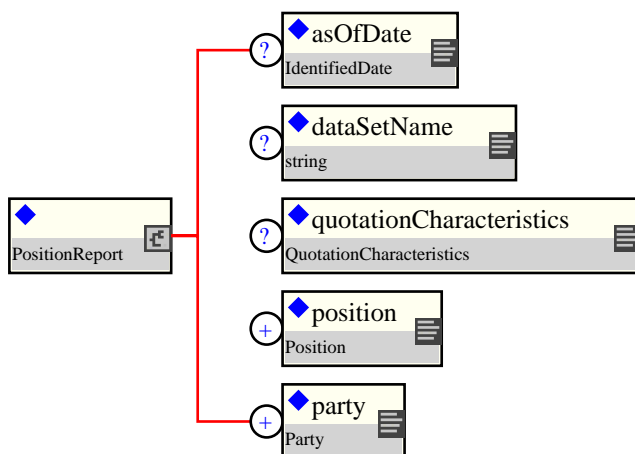 ?
asOfDate
IdentifiedDate
?
dataSetName
string
PositionReport
?
quotationCharacteristics
QuotationCharacteristics
+
position
Position
+
party
Party